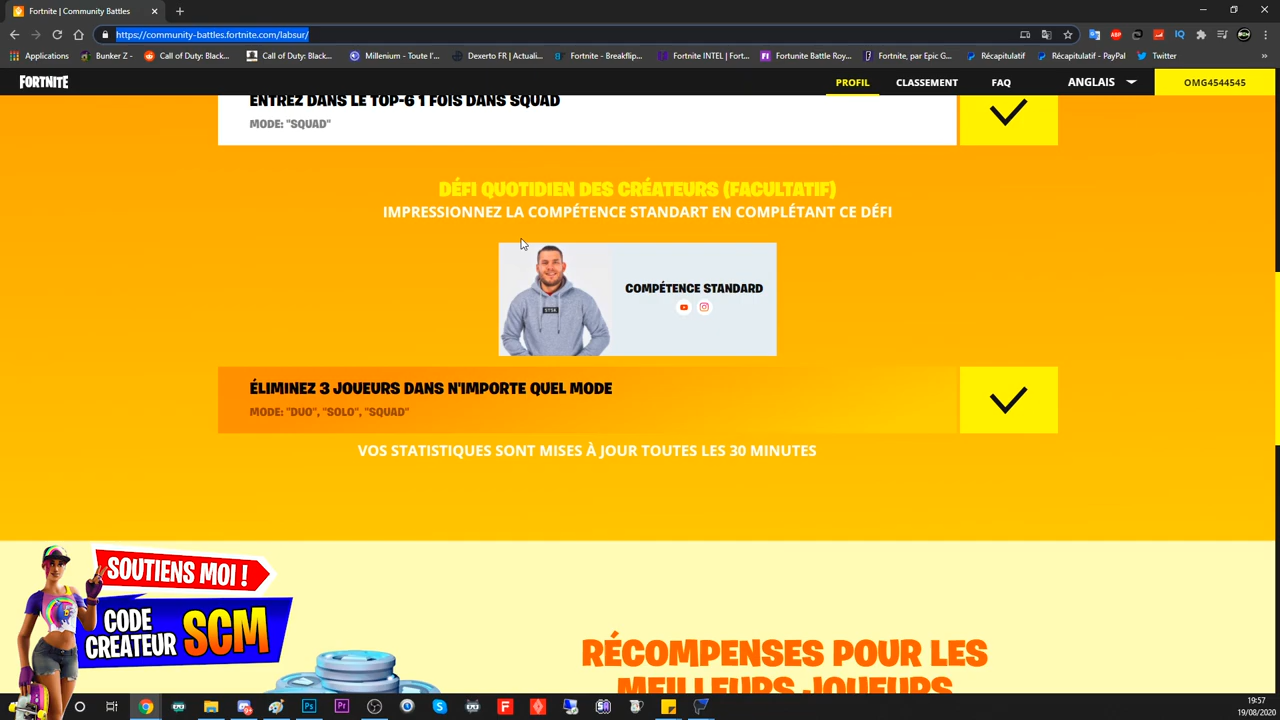 Fortnite | Community Battles
https://community-battles.fortnite.com/labsur/
Applications
Bunker Z -
Call of Duty: Black...
Call of Duty: Black...
Millenium - Toute l'...
Dexerto FR | Actuali...
Fortnite - Breakflip...
Fortnite INTEL | Fort...
Fortunite Battle Roy...
Fortnite, par Epic G...
Récapitulatif
Récapitulatif - PayPal
Twitter
»
FORTNITE
PROFIL
CLASSEMENT
FAQ
ANGLAIS
OMG4544545
ENTREZ DANS LE TOP-6 1 FOIS DANS SQUAD
MODE: "SQUAD"
DÉFI QUOTIDIEN DES CRÉATEURS (FACULTATIF)
IMPRESSIONNEZ LA COMPÉTENCE STANDART EN COMPLÉTANT CE DÉFI
STSK
COMPÉTENCE STANDARD
ÉLIMINEZ 3 JOUEURS DANS N'IMPORTE QUEL MODE
MODE: "DUO", "SOLO", "SQUAD"
VOS STATISTIQUES SONT MISES À JOUR TOUTES LES 30 MINUTES
SOUTIENS MOI !
CODE
CREATEUR SCM
RÉCOMPENSES POUR LES
MEILLEURS JOUEURS
Ps
Pr
19:57
19/08/2020